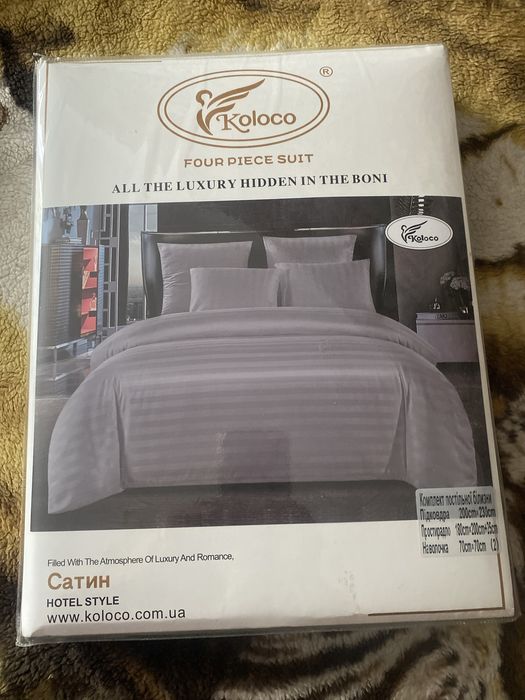 Koloco ®
FOUR PIECE SUIT
ALL THE LUXURY HIDDEN IN THE BONI
Koloco
Комплект постільної білизни
Підковдра 200cm×230cm
Простирадло 180cm×200cm+25cm
Наволочка 70cm×70cm (2)
Filled With The Atmosphere Of Luxury And Romance,
Сатин
HOTEL STYLE
www.koloco.com.ua